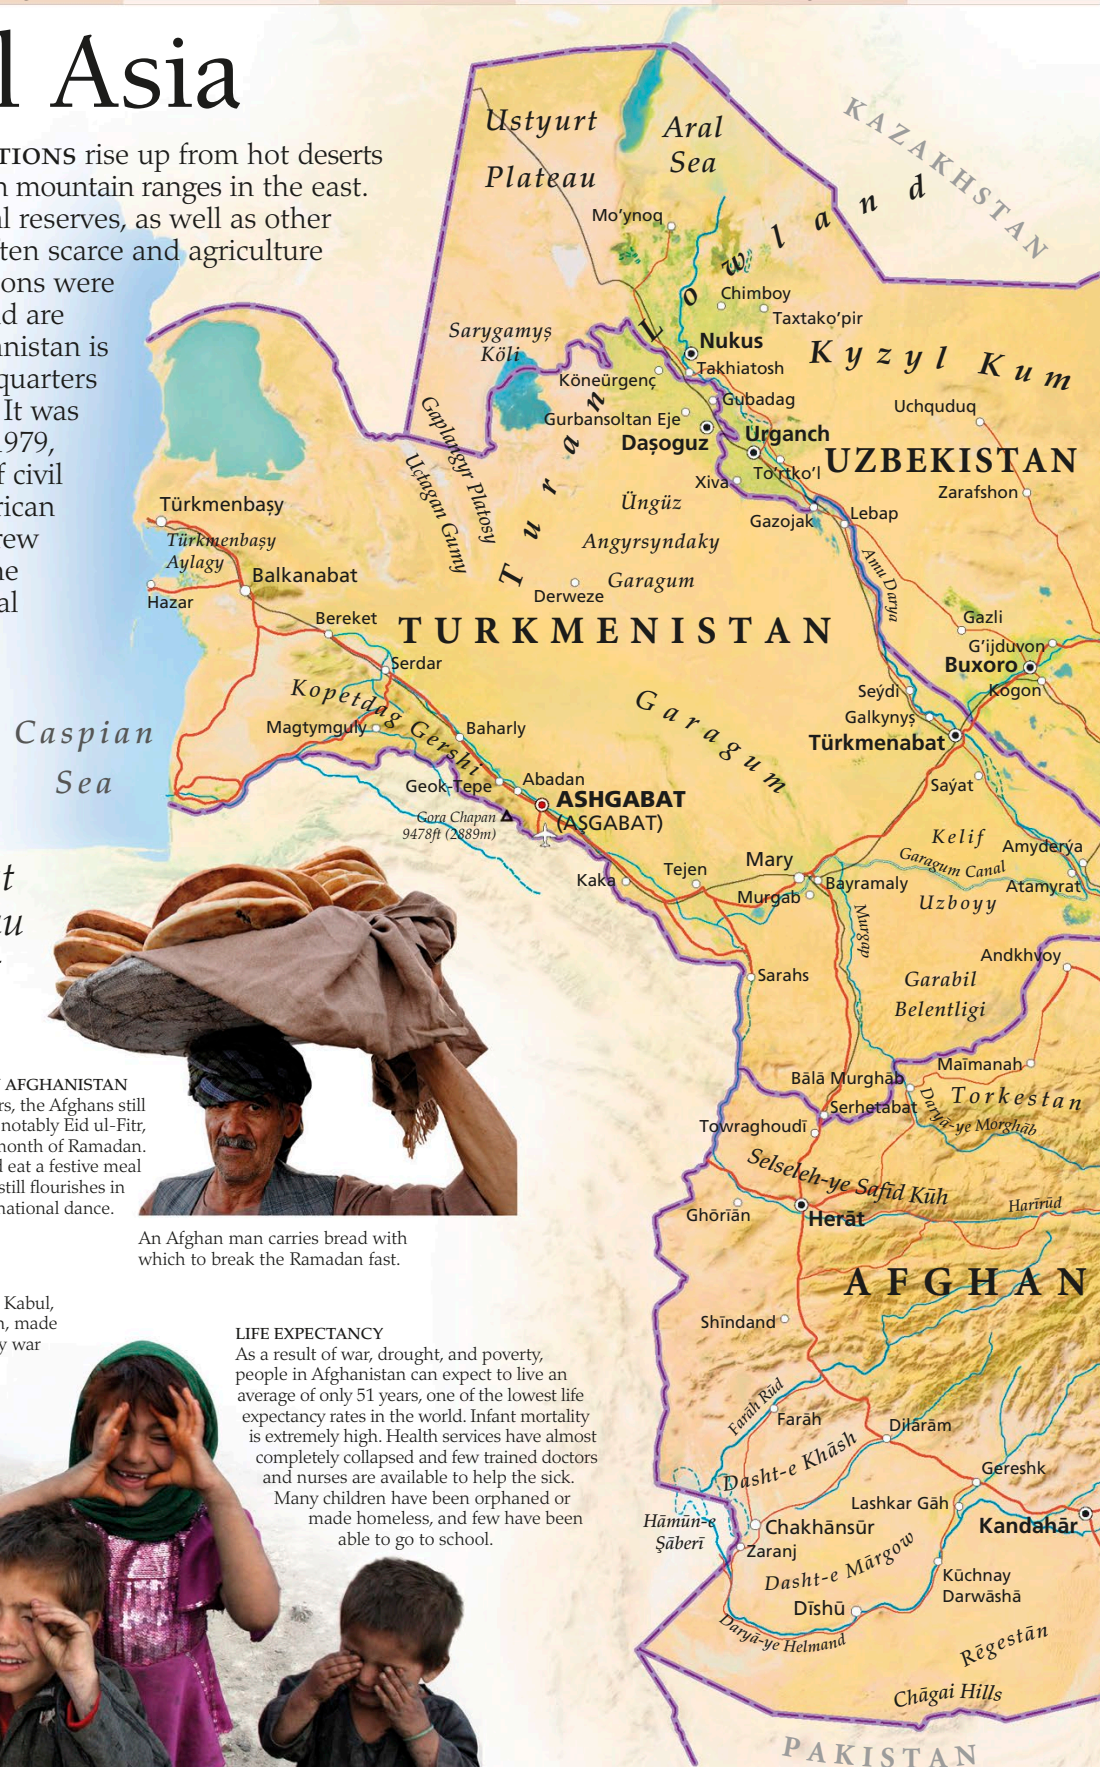 l Asia
TIONS rise up from hot deserts
n mountain ranges in the east.
al reserves, as well as other
ten scarce and agriculture
ons were
d are
anistan is
quarters
It was
1979,
f civil
rican
rew
ne
al
t
au
AFGHANISTAN
rs, the Afghans still
notably Eid ul-Fitr,
month of Ramadan.
d eat a festive meal
still flourishes in
national dance.
An Afghan man carries bread with
which to break the Ramadan fast.
Kabul,
n, made
y war
LIFE EXPECTANCY
As a result of war, drought, and poverty,
people in Afghanistan can expect to live an
average of only 51 years, one of the lowest life
expectancy rates in the world. Infant mortality
is extremely high. Health services have almost
completely collapsed and few trained doctors
and nurses are available to help the sick.
Many children have been orphaned or
made homeless, and few have been
able to go to school.
Ustyurt
Plateau
Aral
Sea
KAZAKHSTAN
Mo'ynoq
Turan Lowland
Chimboy
Taxtako'pir
Sarygamyş
Köli
Nukus
Kyzyl Kum
Köneürgenç
Takhiatosh
Gubadag
Uchquduq
Gurbansoltan Eje
Daşoguz
Urganch
UZBEKISTAN
Gaplangyr Platosy
Uçtagan Gumy
To'rtko'l
Xiva
Zarafshon
Türkmenbaşy
Üngüz
Gazojak
Lebap
Türkmenbaşy
Aylagy
Angyrsyndaky
Balkanabat
Garagum
Amu Darya
Derweze
Hazar
Bereket
TURKMENISTAN
Gazli
G'ijduvon
Buxoro
Serdar
Kogon
Kopetdag Gershi
Garagum
Seýdi
Galkynyş
Caspian
Sea
Magtymguly
Baharly
Türkmenabat
Geok-Tepe
Abadan
Saýat
ASHGABAT
(AŞGABAT)
Gora Chapan
9478ft (2889m)
Kelif
Amyderýa
Garagum Canal
Mary
Tejen
Kaka
Bayramaly
Atamyrat
Murgab
Uzboyy
Murgap
Andkhvoy
Sarahs
Garabil
Belentligi
Maīmanah
Bālā Murghāb
Torkestan
Serhetabat
Daryā-ye Morghāb
Towraghoudī
Selseleh-ye Safīd Kūh
Ghōrīān
Herāt
Harīrūd
AFGHAN
Shīndand
Farāh Rūd
Farāh
Dilārām
Dasht-e Khāsh
Gereshk
Lashkar Gāh
Hāmūn-e
Şāberī
Chakhānsūr
Kandahār
Zaranj
Dasht-e Mārgow
Kūchnay
Darwāshā
Dīshū
Daryā-ye Helmand
Rēgestān
Chāgai Hills
PAKISTAN